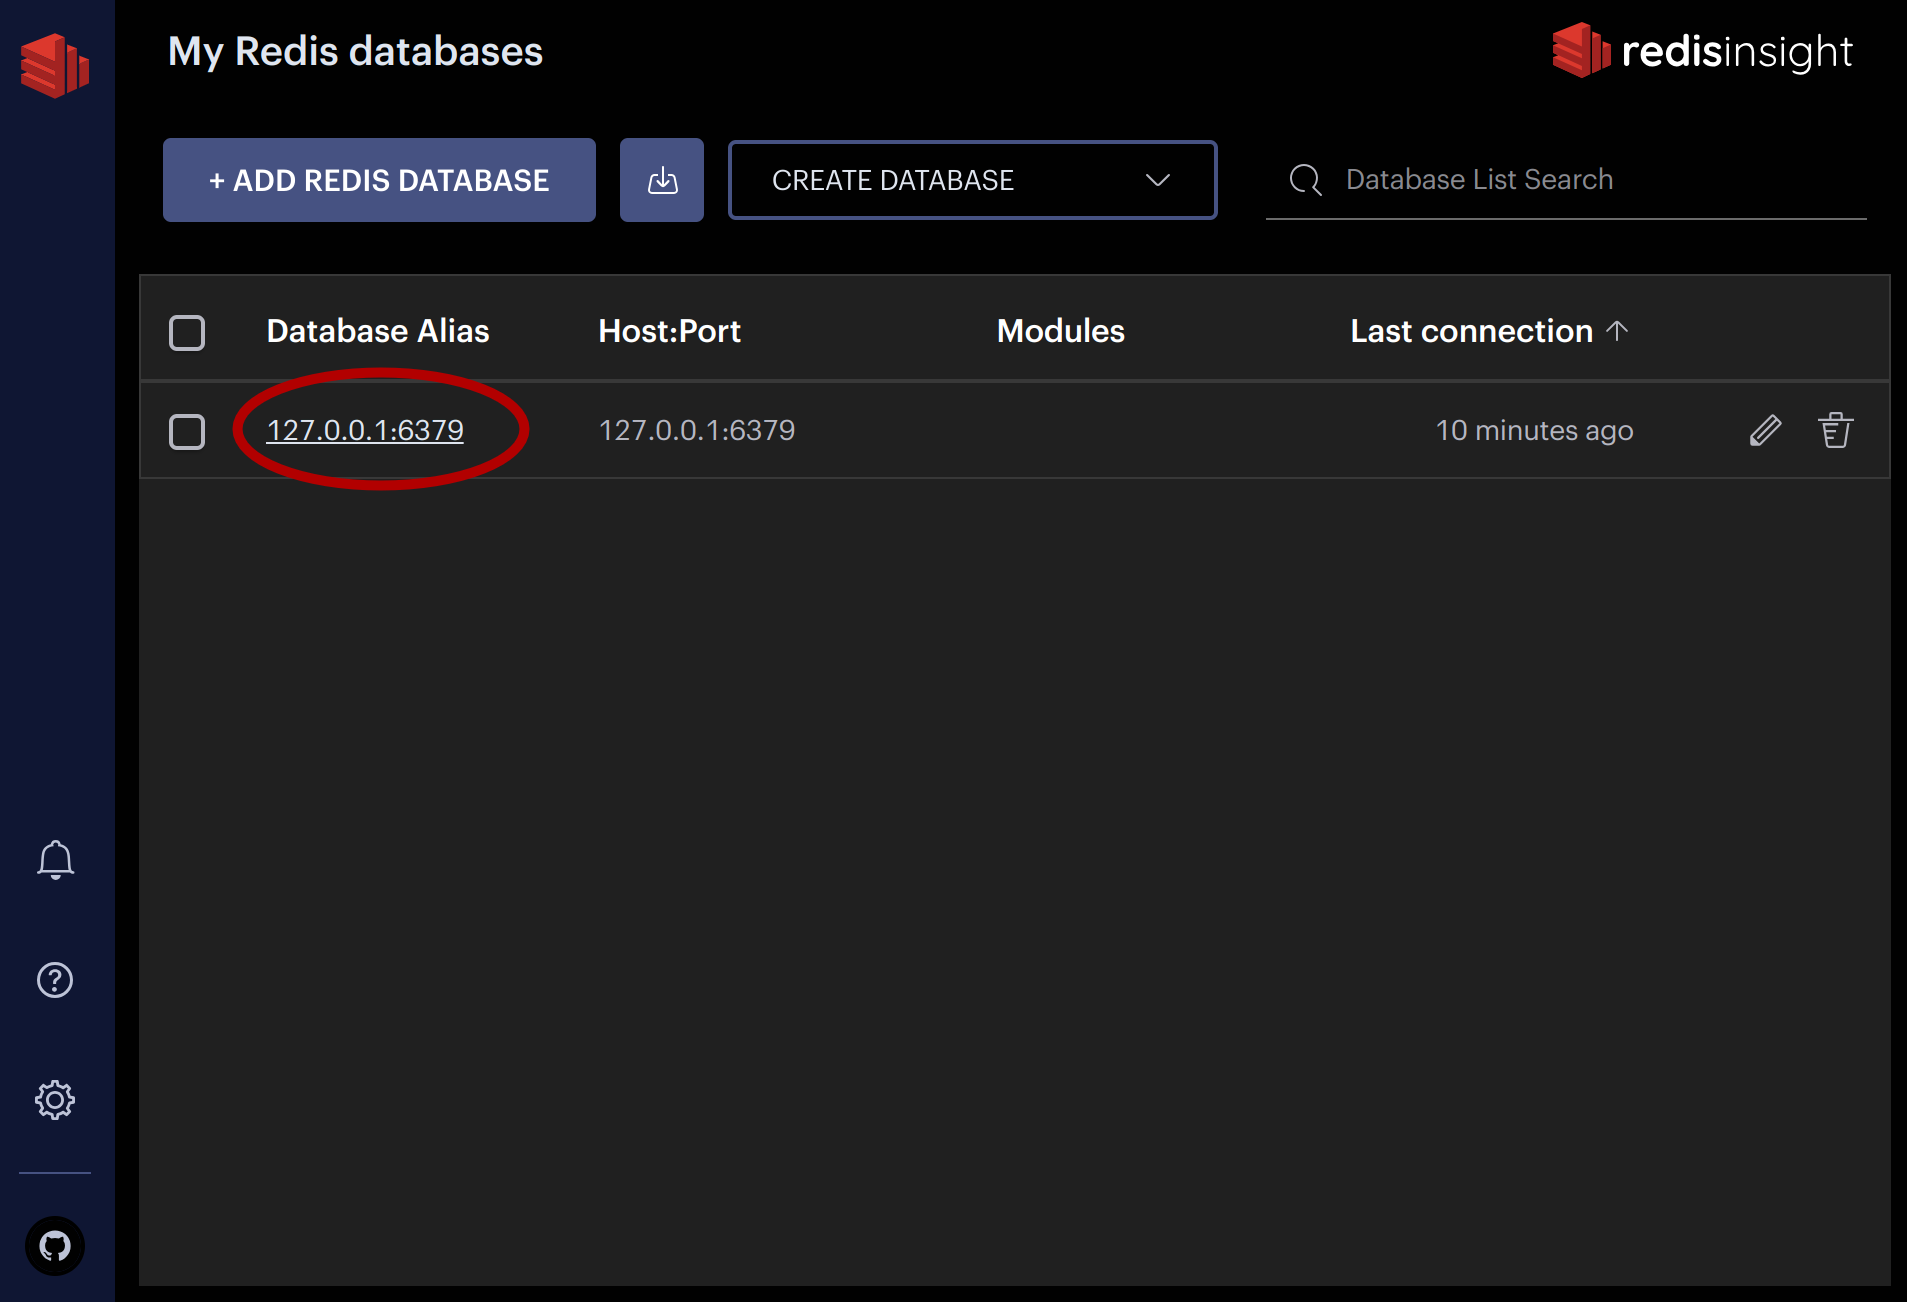 My Redis databases
redisinsight
+ ADD REDIS DATABASE
CREATE DATABASE
Database List Search
Database Alias Host:Port Modules Last connection ↑
127.0.0.1:6379 127.0.0.1:6379 10 minutes ago
?